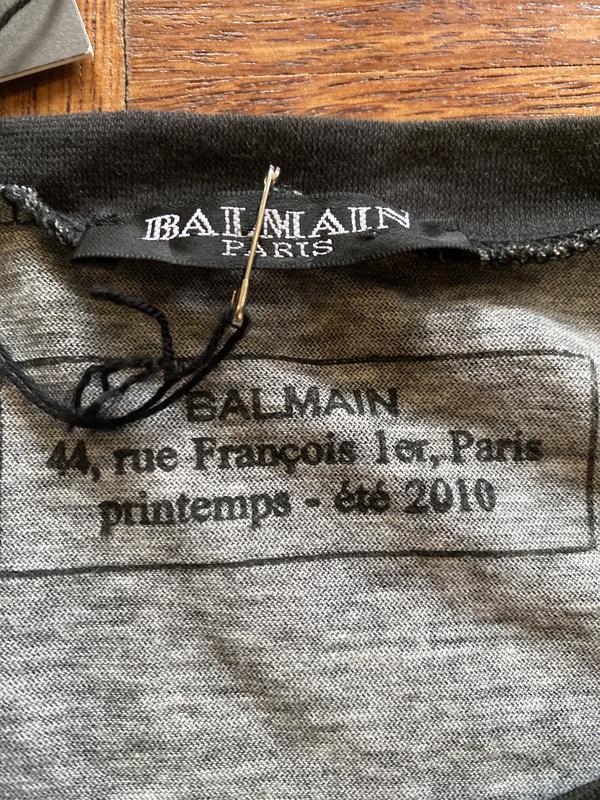 BALMAIN
PARIS
BALMAIN
44, rue François 1er, Paris
printemps - été 2010